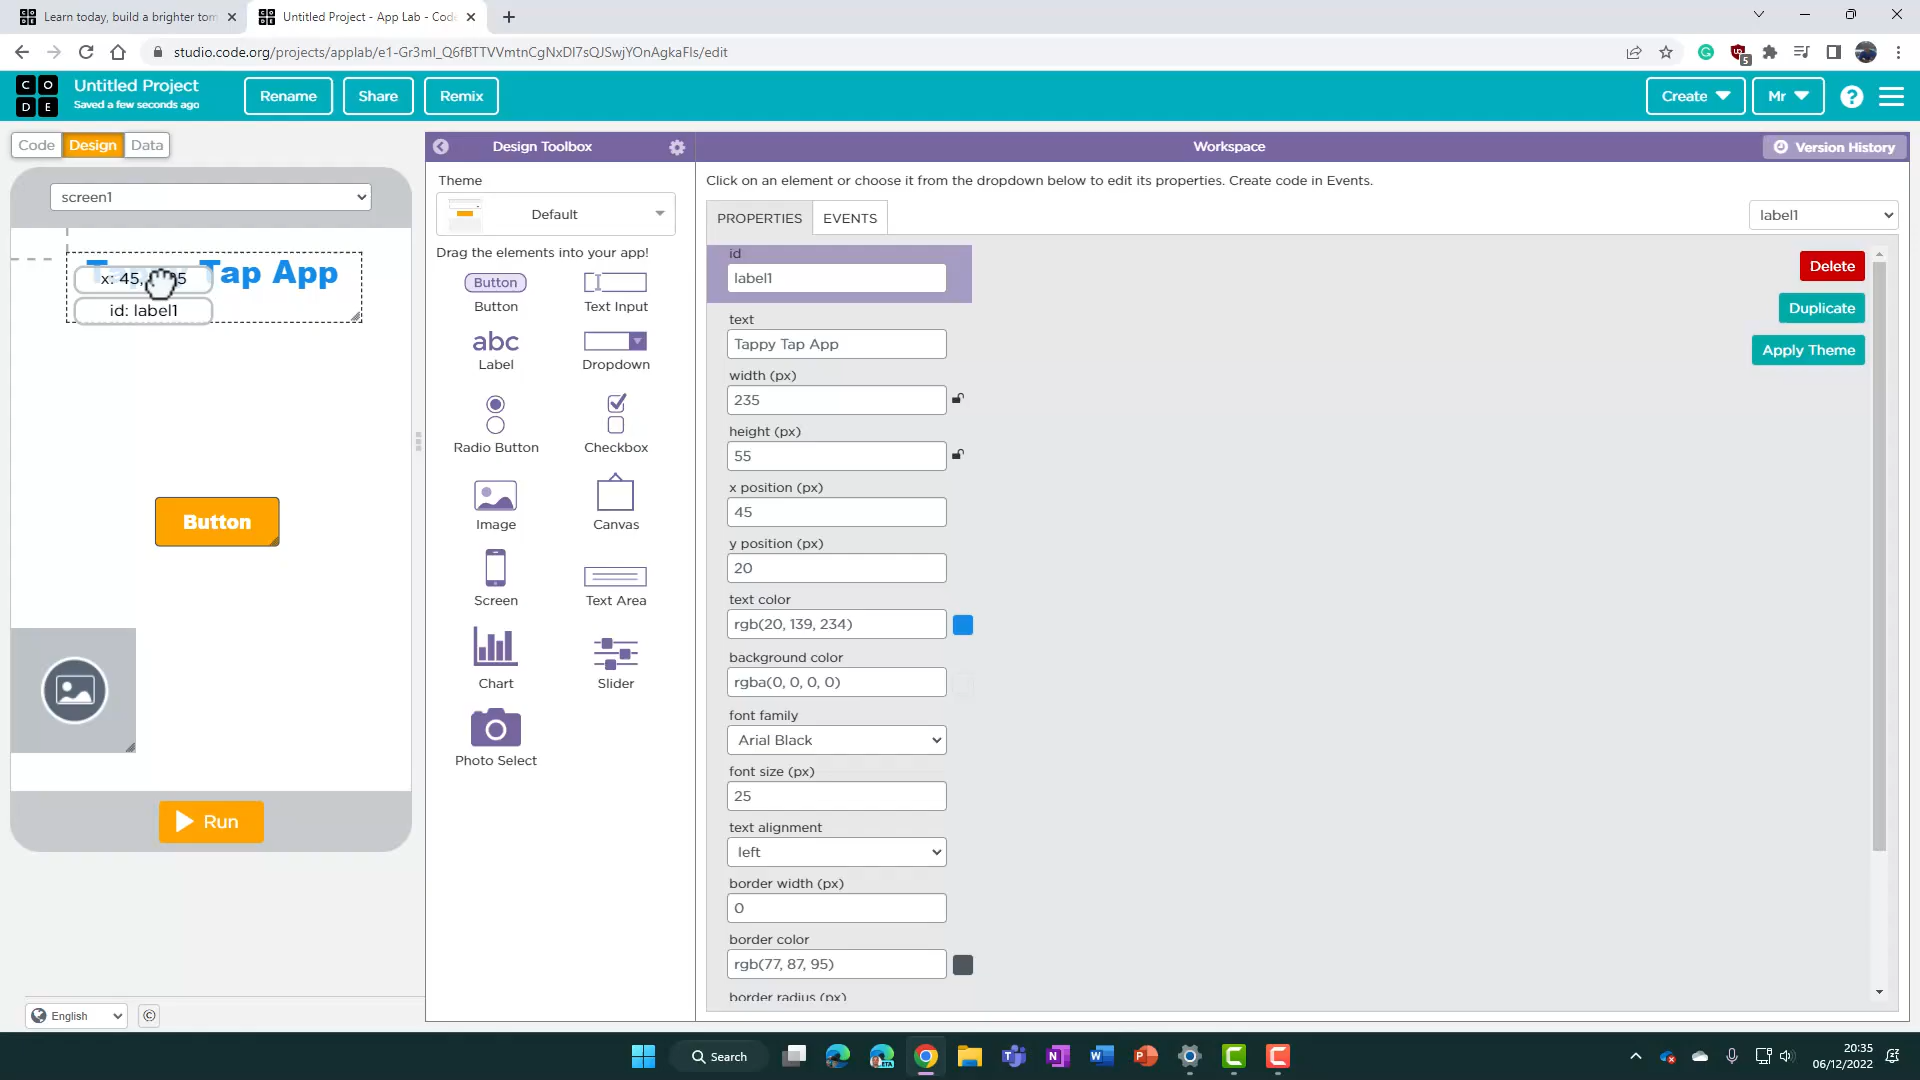 Learn today, build a brighter tom
Untitled Project - App Lab - Code
studio.code.org/projects/applab/e1-Gr3ml_Q6fBTTVVmtnCgNxDl7sQJSwjYOnAgkaFls/edit
5
C O D E
Untitled Project
Saved a few seconds ago
Rename
Share
Remix
Create
Mr
?
Code
Design
Data
Design Toolbox
Workspace
Version History
screen1
Theme
Default
Drag the elements into your app!
Click on an element or choose it from the dropdown below to edit its properties. Create code in Events.
PROPERTIES
EVENTS
label1
Tap App
x: 45,
id: label1
Button
Run
Button
Button
Text Input
abc
Label
Dropdown
Radio Button
Checkbox
Image
Canvas
Screen
Text Area
Chart
Slider
Photo Select
id
label1
text
Tappy Tap App
width (px)
235
height (px)
55
x position (px)
45
y position (px)
20
text color
rgb(20, 139, 234)
background color
rgba(0, 0, 0, 0)
font family
Arial Black
font size (px)
25
text alignment
left
border width (px)
0
border color
rgb(77, 87, 95)
border radius (px)
Delete
Duplicate
Apply Theme
English
©
Search
20:35
06/12/2022